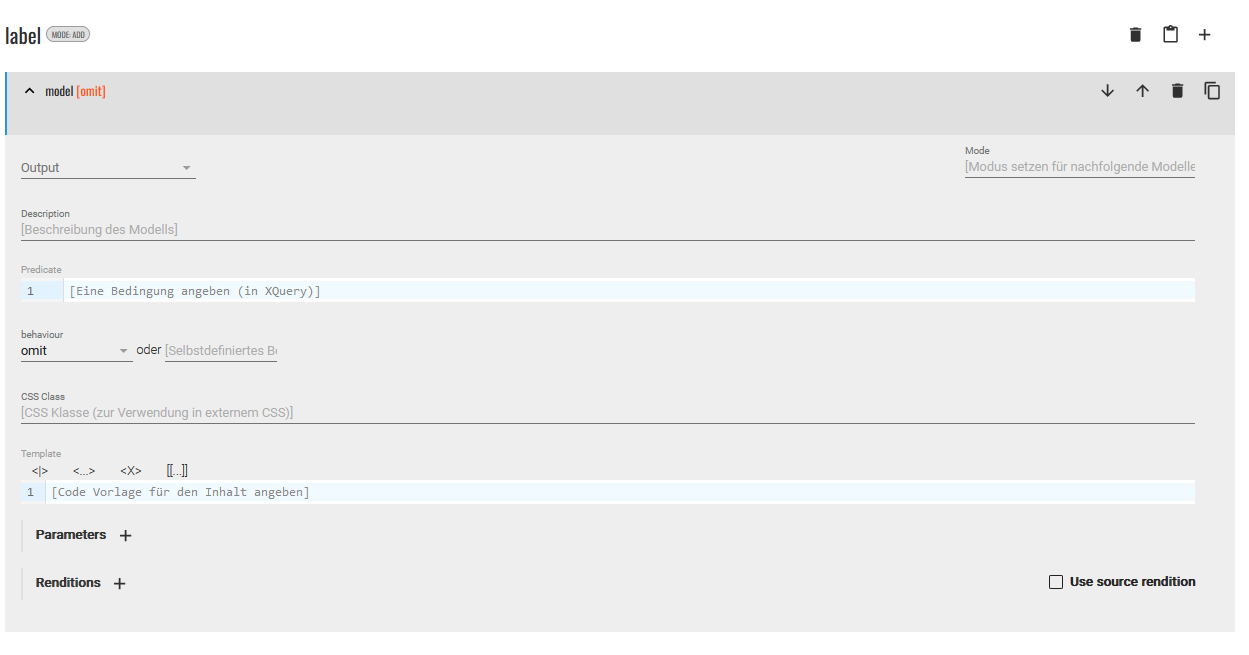 label MODE: ADD
model [omit]
Mode
Output [Modus setzen für nachfolgende Modelle
Description
[Beschreibung des Modells]
Predicate
1 [Eine Bedingung angeben (in XQuery)]
behaviour
omit oder [Selbstdefiniertes Be
CSS Class
[CSS Klasse (zur Verwendung in externem CSS)]
Template
<|> <...> <X> [[...]]
1 [Code Vorlage für den Inhalt angeben]
Parameters +
Renditions + Use source rendition